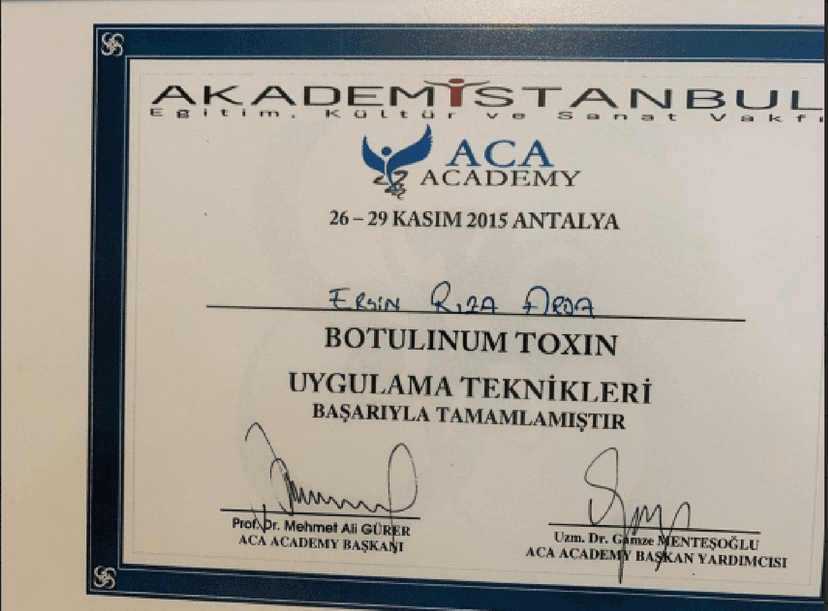 AKADEMİSTANBUL
Eğitim, Kültür ve Sanat Vakfı
ACA
ACADEMY
26 – 29 KASIM 2015 ANTALYA
Ersin Rıza Arda
BOTULINUM TOXIN
UYGULAMA TEKNİKLERİ
BAŞARIYLA TAMAMLAMIŞTIR
Prof. Dr. Mehmet Ali GÜRER
ACA ACADEMY BAŞKANI
Uzm. Dr. Gamze MENTEŞOĞLU
ACA ACADEMY BAŞKAN YARDIMCISI